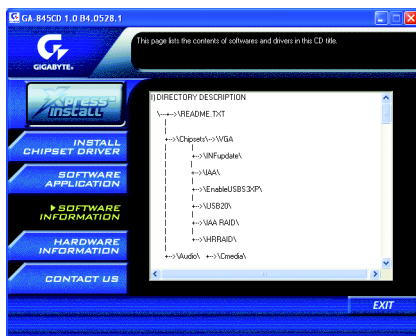 GA-845CD 1.0 B4.0528.1
GIGABYTE
This page lists the contents of softwares and drivers in this CD title.
Xpress Install
INSTALL
CHIPSET DRIVER
SOFTWARE
APPLICATION
SOFTWARE
INFORMATION
HARDWARE
INFORMATION
CONTACT US
I) DIRECTORY DESCRIPTION
\--+-->\README.TXT
|
+-->\Chipsets\-->\VGA
|
+-->\INFupdate\
|
+-->\IAA\
|
+-->\EnableUSBS3XP\
|
+-->\USB20\
|
+-->\IAA RAID\
|
+-->\HRRAID\
|
+-->\Audio\ +-->\Cmedia\
EXIT